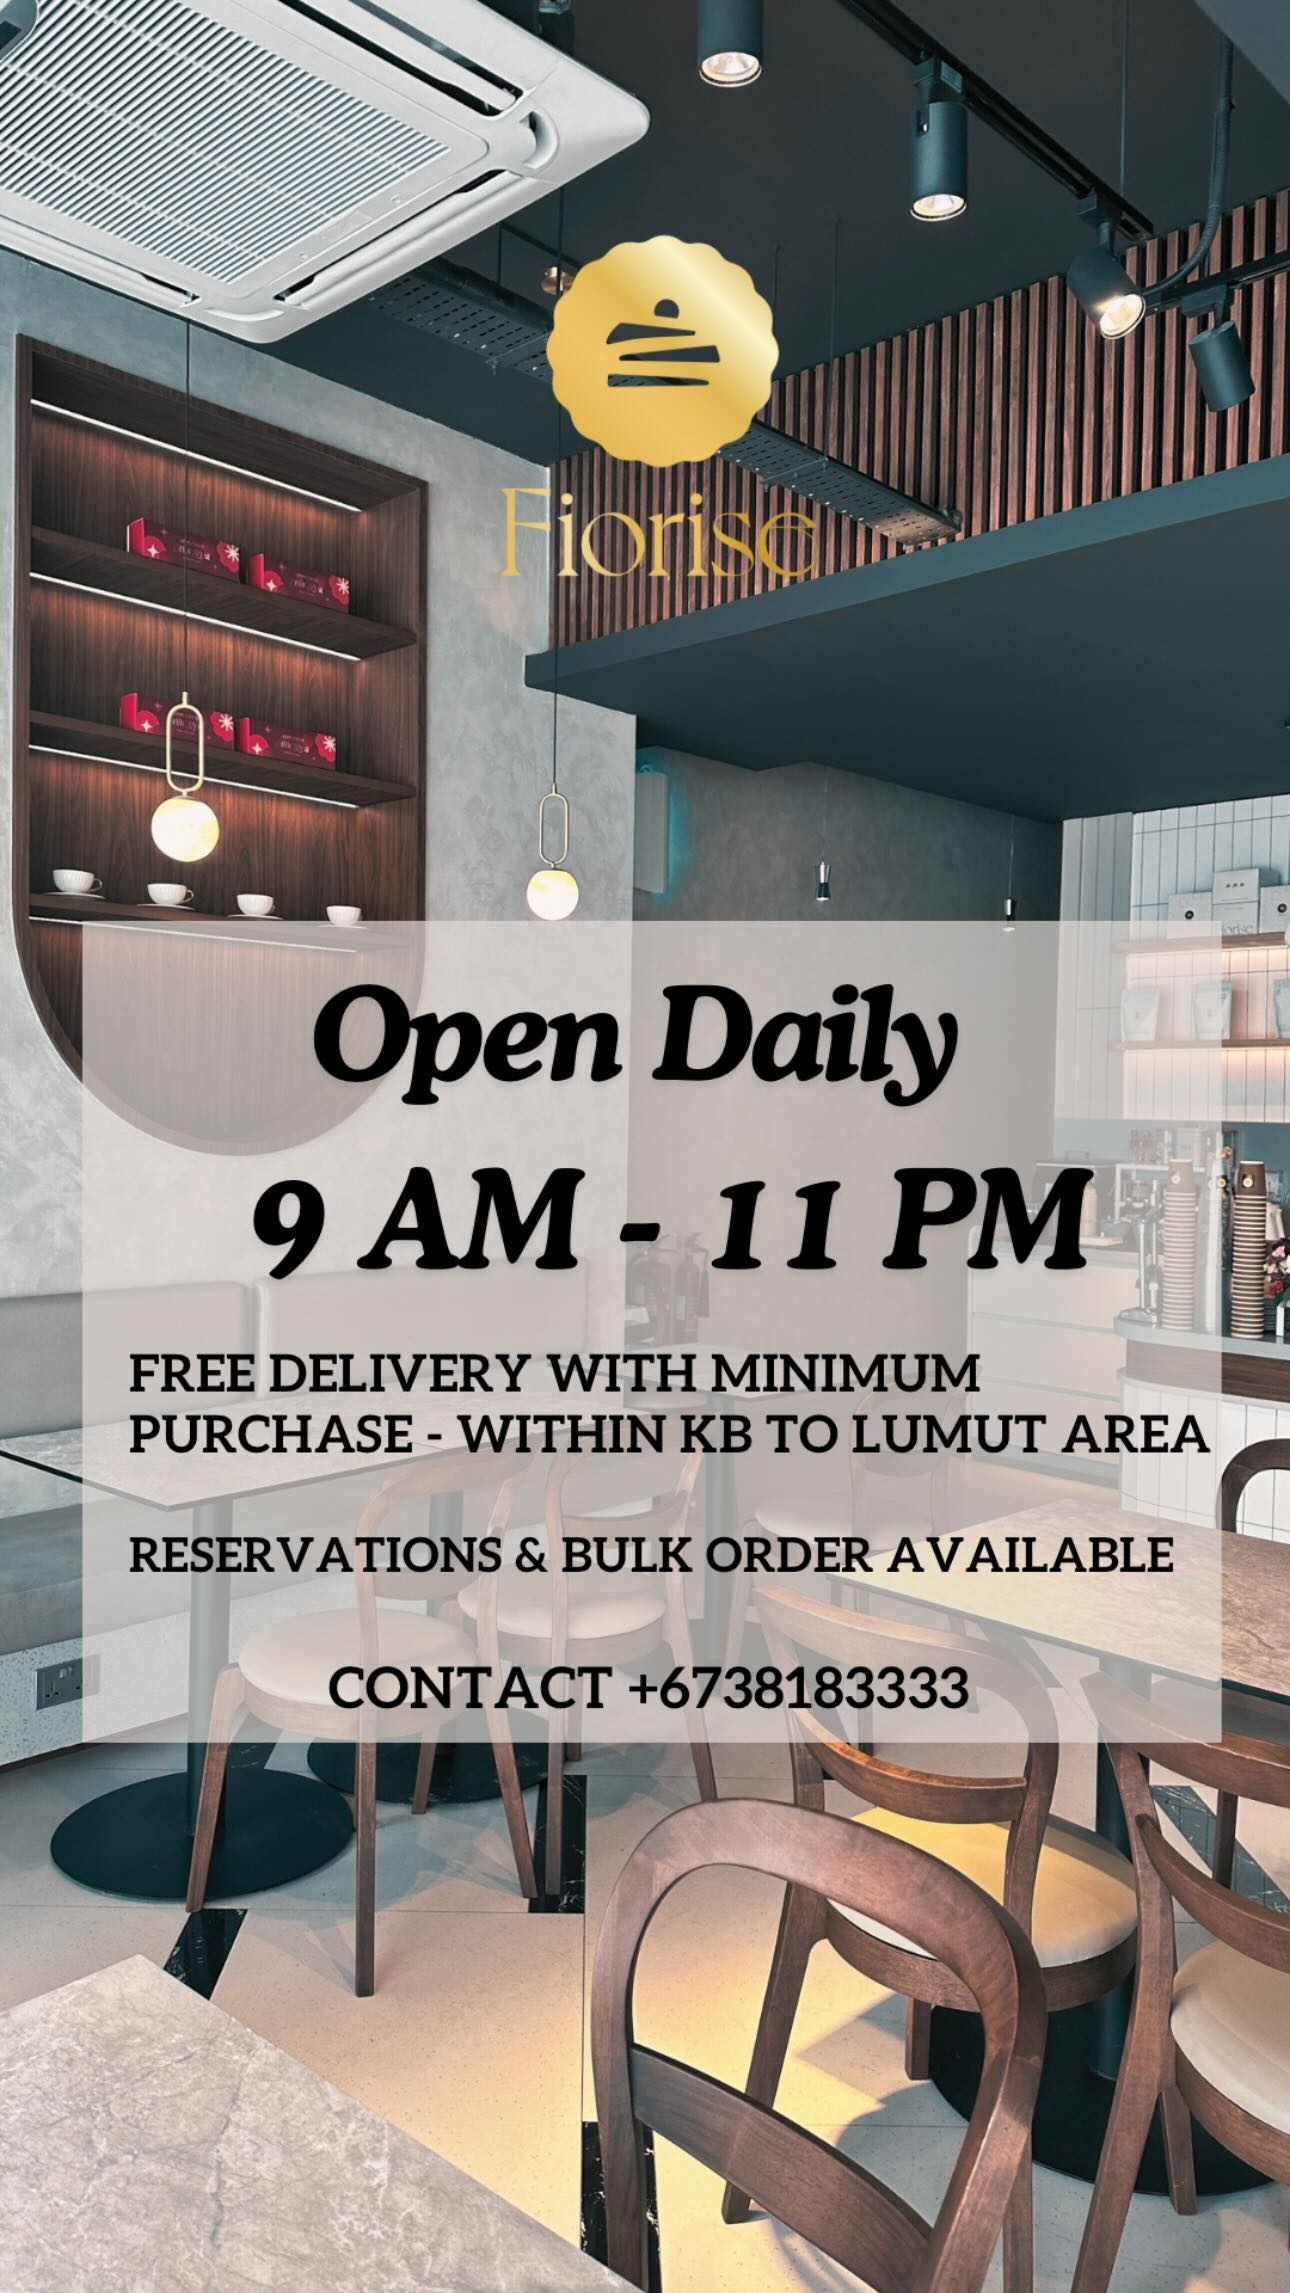 Fiorise
Open Daily
9 AM - 11 PM
FREE DELIVERY WITH MINIMUM
PURCHASE - WITHIN KB TO LUMUT AREA
RESERVATIONS & BULK ORDER AVAILABLE
CONTACT +6738183333